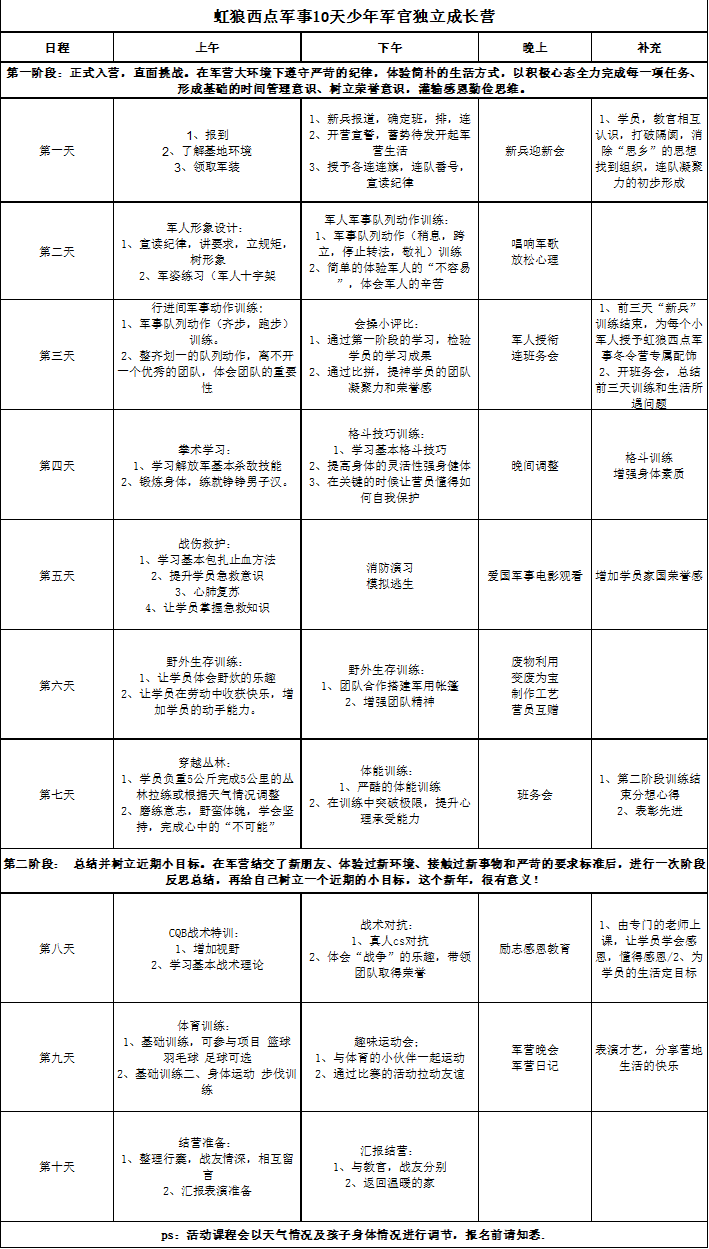 虹狼西点军事10天少年军官独立成长营
日程
上午
下午
晚上
补充
第一阶段：正式入营，直面挑战。在军营大环境下遵守严苛的纪律，体验简朴的生活方式，以积极心态全力完成每一项任务、
形成基础的时间管理意识、树立荣誉意识，灌输感恩勤俭思维。
第一天
1、报到
2、了解基地环境
3、领取军装
1、新兵报道，确定班，排，连
2、开营宣誓，蓄势待发开起军
营生活
3、授予各连连旗，连队番号，
宣读纪律
新兵迎新会
1、学员，教官相互
认识，打破隔阂，消
除“思乡”的思想
找到组织，连队凝聚
力的初步形成
第二天
军人形象设计：
1、宣读纪律，讲要求，立规矩，
树形象
2、军姿练习（军人十字架
军人军事队列动作训练：
1、军事队列动作（稍息，跨
立，停止转法，敬礼）训练
2、简单的体验军人的“不容易
”，体会军人的辛苦
唱响军歌
放松心理
第三天
行进间军事动作训练：
1、军事队列动作（齐步，跑步）
训练。
2、整齐划一的队列动作，离不开
一个优秀的团队，体会团队的重要
性
会操小评比：
1、通过第一阶段的学习，检验
学员的学习成果
2、通过比拼，提神学员的团队
凝聚力和荣誉感
军人授衔
连班务会
1、前三天“新兵”
训练结束，为每个小
军人授予虹狼西点军
事冬令营专属配饰
2、开班务会，总结
前三天训练和生活所
遇问题
第四天
拳术学习：
1、学习解放军基本杀敌技能
2、锻炼身体，练就铮铮男子汉。
格斗技巧训练：
1、学习基本格斗技巧
2、提高身体的灵活性强身健体
3、在关键的时候让营员懂得如
何自我保护
晚间调整
格斗训练
增强身体素质
第五天
战伤救护：
1、学习基本包扎止血方法
2、提升学员急救意识
3、心肺复苏
4、让学员掌握急救知识
消防演习
模拟逃生
爱国军事电影观看
增加学员家国荣誉感
第六天
野外生存训练：
1、让学员体会野炊的乐趣
2、让学员在劳动中收获快乐，增
加学员的动手能力。
野外生存训练：
1、团队合作搭建军用帐篷
2、增强团队精神
废物利用
变废为宝
制作工艺
营员互赠
第七天
穿越丛林：
1、学员负重5公斤完成5公里的丛
林拉练或根据天气情况调整
2、磨练意志，野蛮体魄，学会坚
持，完成心中的“不可能”
体能训练：
1、严酷的体能训练
2、在训练中突破极限，提升心
理承受能力
班务会
1、第二阶段训练结
束分想心得
2、表彰先进
第二阶段： 总结并树立近期小目标。在军营结交了新朋友、体验过新环境、接触过新事物和严苛的要求标准后，进行一次阶段
反思总结，再给自己树立一个近期的小目标，这个新年，很有意义！
第八天
CQB战术特训：
1、增加视野
2、学习基本战术理论
战术对抗：
1、真人cs对抗
2、体会“战争”的乐趣，带领
团队取得荣誉
励志感恩教育
1、由专门的老师上
课，让学员学会感
恩，懂得感恩/2、为
学员的生活定目标
第九天
体育训练：
1、基础训练，可参与项目 篮球
羽毛球 足球可选
2、基础训练二、身体运动 步伐训
练
趣味运动会；
1、与体育的小伙伴一起运动
2、通过比赛的活动拉动友谊
军营晚会
军营日记
表演才艺，分享营地
生活的快乐
第十天
结营准备：
1、整理行囊，战友情深，相互留
言
2、汇报表演准备
汇报结营：
1、与教官，战友分别
2、返回温暖的家
ps：活动课程会以天气情况及孩子身体情况进行调节，报名前请知悉.